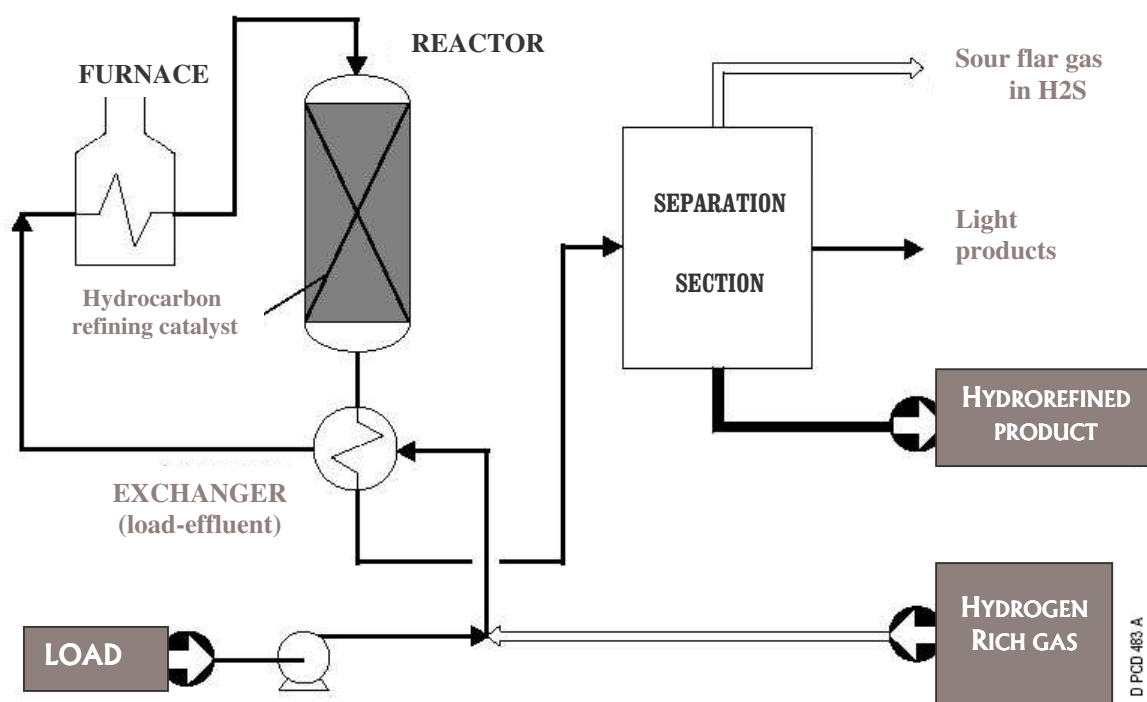 REACTOR
FURNACE
Sour flar gas
in H2S
SEPARATION
SECTION
Light
products
Hydrocarbon
refining catalyst
HYDROREFINED
PRODUCT
EXCHANGER
(load-effluent)
HYDROGEN
RICH GAS
LOAD
D PCD 483 A